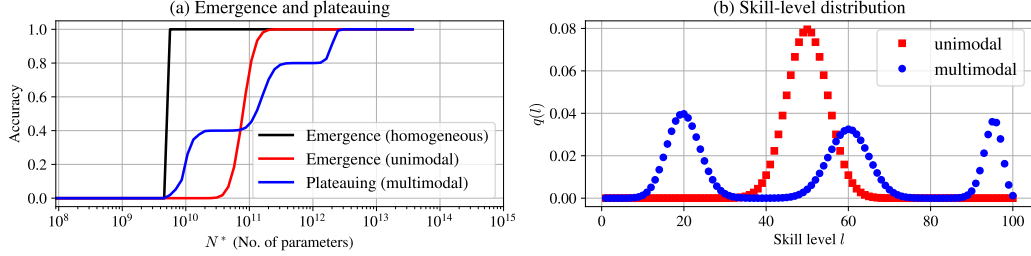 (a) Emergence and plateauing
1.0
0.8
0.6
0.4
0.2
0.0
Accuracy
Emergence (homogeneous)
Emergence (unimodal)
Plateauing (multimodal)
10^8 10^9 10^10 10^11 10^12 10^13 10^14 10^15
N* (No. of parameters)
(b) Skill-level distribution
0.08
0.06
0.04
0.02
0.00
q(l)
unimodal
multimodal
0 20 40 60 80 100
Skill level l